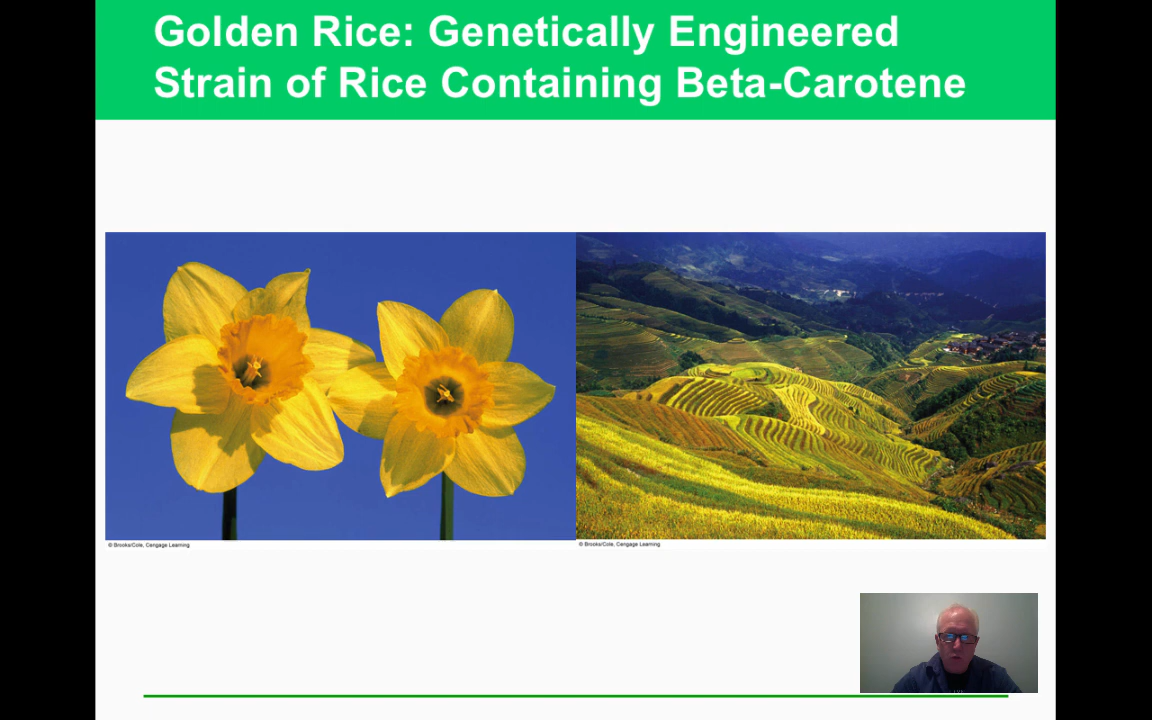 Golden Rice: Genetically Engineered
Strain of Rice Containing Beta-Carotene
© Brooks/Cole, Cengage Learning
© Brooks/Cole, Cengage Learning